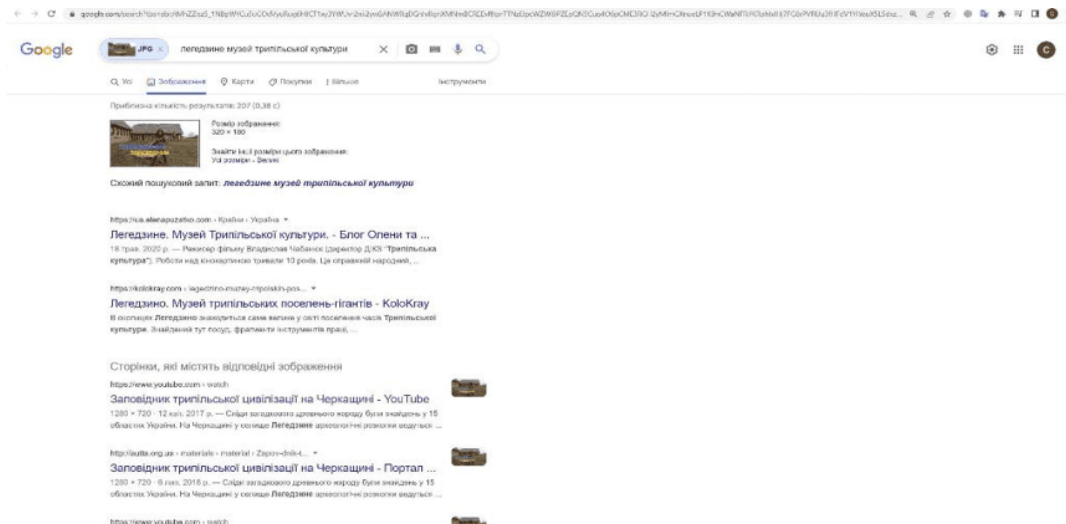 google.com/search?tbs=sbi:
Google
JPG × легедзине музей трипільської культури
Усі Зображення Карти Покупки Більше Інструменти
Приблизна кількість результатів: 207 (0,38 с)
Розмір зображення:
320 × 180
Знайти інші розміри цього зображення:
Усі розміри - Великі
Схожий пошуковий запит: легедзине музей трипільської культури
https://ua.elenapuzatko.com › Країни › Україна
Легедзине. Музей Трипільської культури. - Блог Олени та ...
18 трав. 2020 р. — Режисер фільму Владислав Чабанюк (директор ДІКЗ "Трипільська
культура"). Роботи над кінокартиною тривали 10 років. Це справжній народний, ...
https://kolokray.com › legedzino-muzey-tripolskih-pos...
Легедзино. Музей трипільських поселень-гігантів - KoloKray
В околицях Легедзино знаходиться саме велике у світі поселення часів Трипільської
культури. Знайдений тут посуд, фрагменти інструментів праці, ...
Сторінки, які містять відповідні зображення
https://www.youtube.com › watch
Заповідник трипільської цивілізації на Черкащині - YouTube
1280 × 720 · 12 квіт. 2017 р. — Сліди загадкового древнього народу були знайдені у 15
областях України. На Черкащині у селище Легедзине археологічні розкопки ведуться ...
› materials › material › Zapov-dnik-t...
Заповідник трипільської цивілізації на Черкащині - Портал ...
1280 × 720 · 6 лип. 2018 р. — Сліди загадкового древнього народу були знайдені у 15
областях України. На Черкащині у селище Легедзине археологічні розкопки ведуться ...
https://www.youtube.com › watch
C